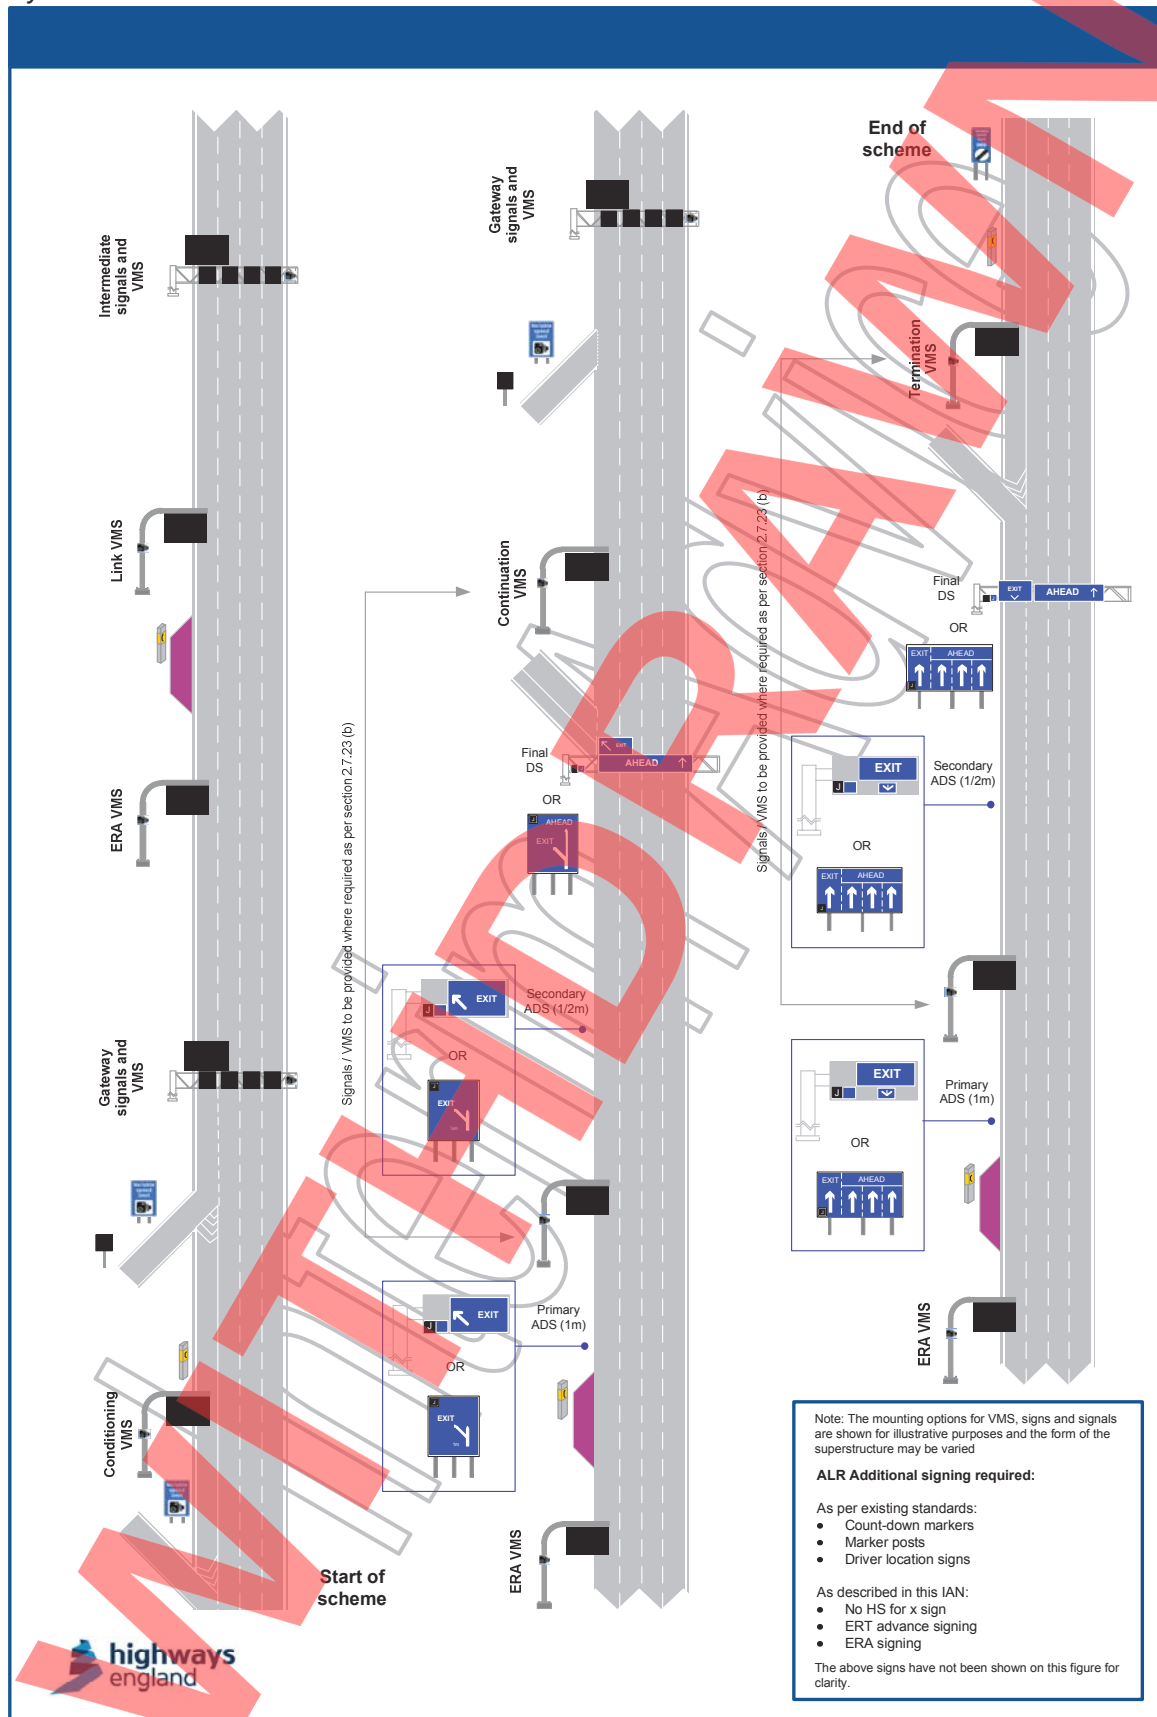 Intermediate
signals and
VMS
Link VMS
ERA VMS
Gateway
signals and
VMS
Conditioning
VMS
Start of
scheme
Signals / VMS to be provided where required as per section 2.7.23 (b)
Gateway
signals and
VMS
Continuation
VMS
Final
DS
EXIT
AHEAD
OR
J
AHEAD
EXIT
J
EXIT
Secondary
ADS (1/2m)
OR
J
EXIT
J
EXIT
Primary
ADS (1m)
OR
J
EXIT
ERA VMS
End of
scheme
Termination
VMS
Signals / VMS to be provided where required as per section 2.7.23 (b)
Final
DS
EXIT
AHEAD
OR
EXIT AHEAD
J
EXIT
J
Secondary
ADS (1/2m)
OR
EXIT AHEAD
J
EXIT
J
Primary
ADS (1m)
OR
EXIT AHEAD
J
ERA VMS
Note: The mounting options for VMS, signs and signals
are shown for illustrative purposes and the form of the
superstructure may be varied
ALR Additional signing required:
As per existing standards:
• Count-down markers
• Marker posts
• Driver location signs
As described in this IAN:
• No HS for x sign
• ERT advance signing
• ERA signing
The above signs have not been shown on this figure for
clarity.
highways
england
WITHDRAWN